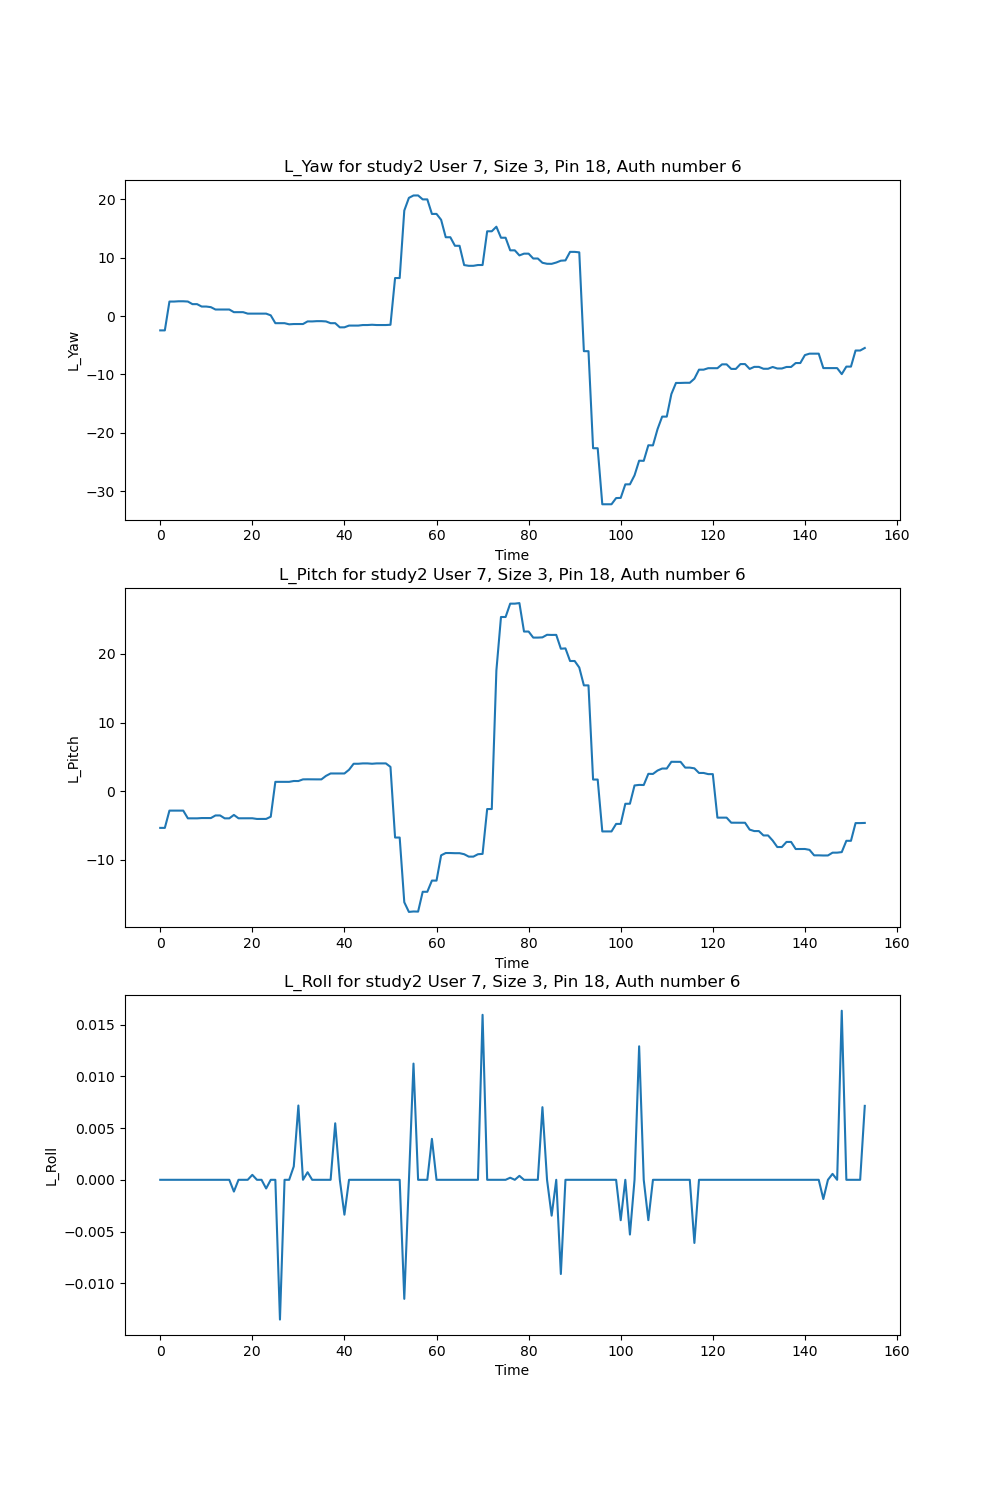 L_Yaw for study2 User 7, Size 3, Pin 18, Auth number 6
20
10
0
−10
−20
−30
L_Yaw
0 20 40 60 80 100 120 140 160
Time
L_Pitch for study2 User 7, Size 3, Pin 18, Auth number 6
20
10
0
−10
L_Pitch
0 20 40 60 80 100 120 140 160
Time
L_Roll for study2 User 7, Size 3, Pin 18, Auth number 6
0.015
0.010
0.005
0.000
−0.005
−0.010
L_Roll
0 20 40 60 80 100 120 140 160
Time